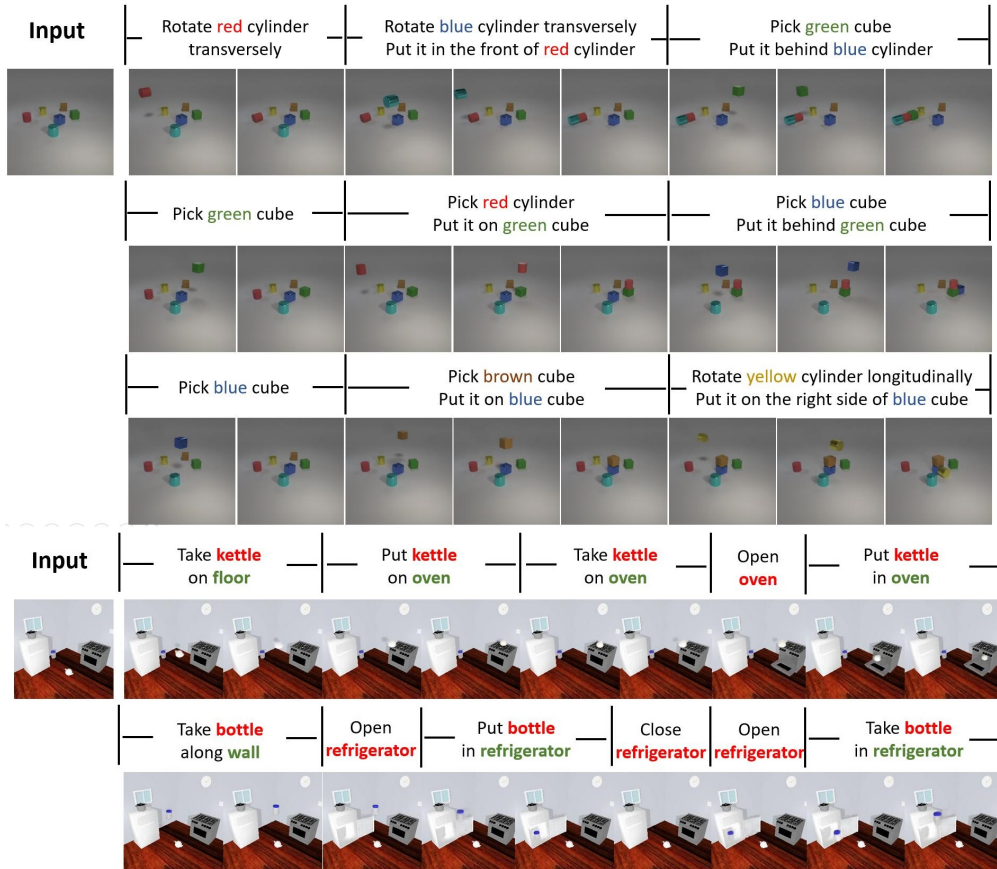 Input
Rotate red cylinder transversely
Rotate blue cylinder transversely
Put it in the front of red cylinder
Pick green cube
Put it behind blue cylinder
Pick green cube
Pick red cylinder
Put it on green cube
Pick blue cube
Put it behind green cube
Pick blue cube
Pick brown cube
Put it on blue cube
Rotate yellow cylinder longitudinally
Put it on the right side of blue cube
Input
Take kettle
on floor
Put kettle
on oven
Take kettle
on oven
Open
oven
Put kettle
in oven
Take bottle
along wall
Open
refrigerator
Put bottle
in refrigerator
Close
refrigerator
Open
refrigerator
Take bottle
in refrigerator